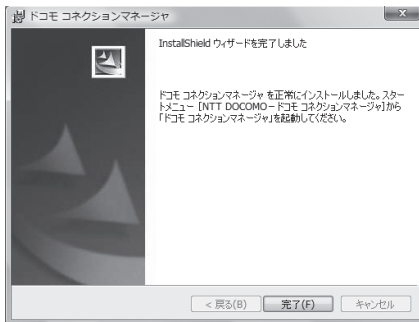 ドコモ コネクションマネージャ
InstallShield ウィザードを完了しました
ドコモ コネクションマネージャ を正常にインストールしました。スター
トメニュー [NTT DOCOMO－ドコモ コネクションマネージャ]から
「ドコモ コネクションマネージャ」を起動してください。
< 戻る(B) 完了(F) キャンセル